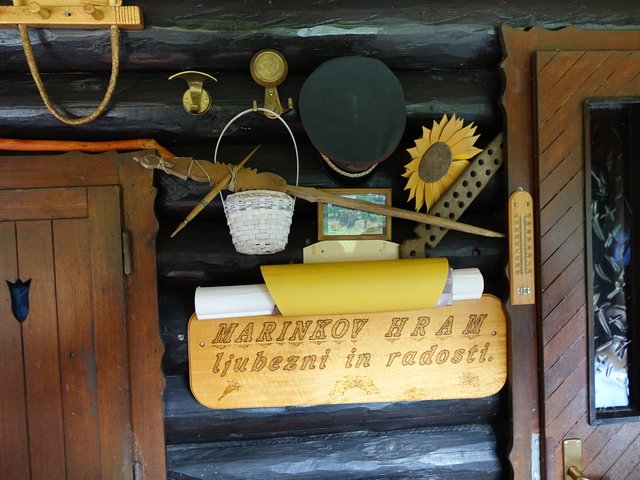 MARINKOV HRAM
ljubezni in radosti.